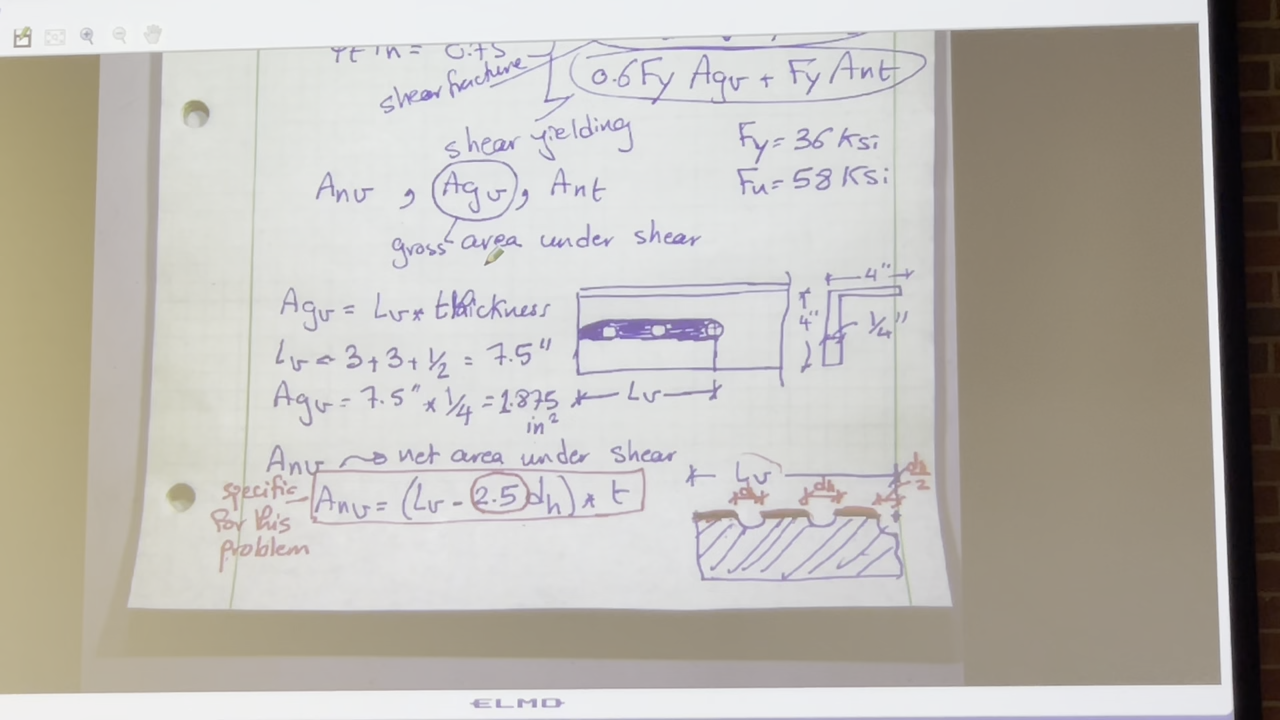 = 0.75
shear fracture
0.6Fy Agv + Fy Ant
shear yielding
Fy = 36 Ksi
Fu = 58 Ksi
Anv , Agv , Ant
gross area under shear
Agv = Lv * thickness
Lv = 3+3+1/2 = 7.5"
Agv = 7.5" * 1/4 = 1.875
in²
4"
4"
1/4"
Lv
Anv → net area under shear
specific
for this
problem
Anv = (Lv - 2.5 dh) * t
Lv
dh/2
dh
dh
ELMO